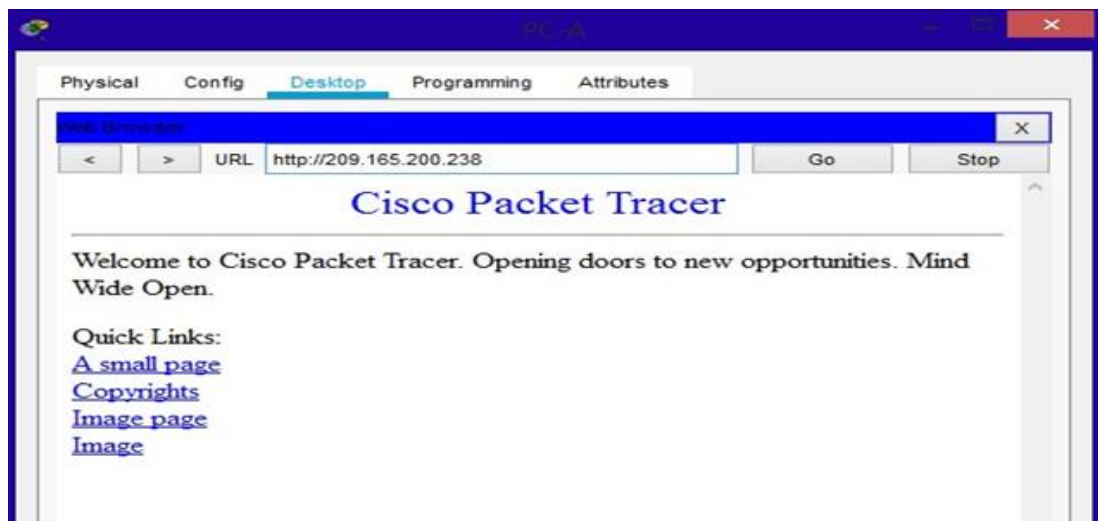 PC-A
Physical Config Desktop Programming Attributes
Web Browser
X
< > URL http://209.165.200.238 Go Stop
Cisco Packet Tracer
Welcome to Cisco Packet Tracer. Opening doors to new opportunities. Mind
Wide Open.
Quick Links:
A small page
Copyrights
Image page
Image